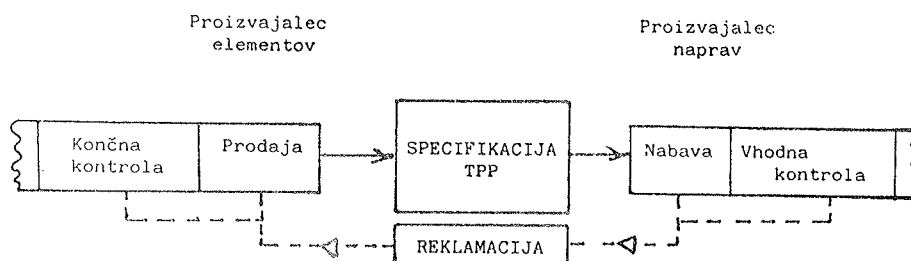 Proizvajalec
elementov
Proizvajalec
naprav
Končna
kontrola
Prodaja
SPECIFIKACIJA
TPP
Nabava
Vhodna
kontrola
REKLAMACIJA